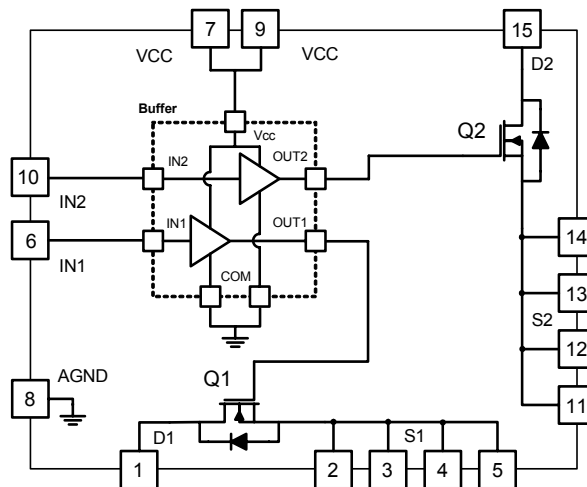 7
9
15
VCC
VCC
D2
Buffer
Vcc
Q2
IN2
OUT2
10
IN2
IN1
OUT1
6
IN1
14
COM
13
S2
12
AGND
Q1
11
8
D1
S1
1
2
3
4
5